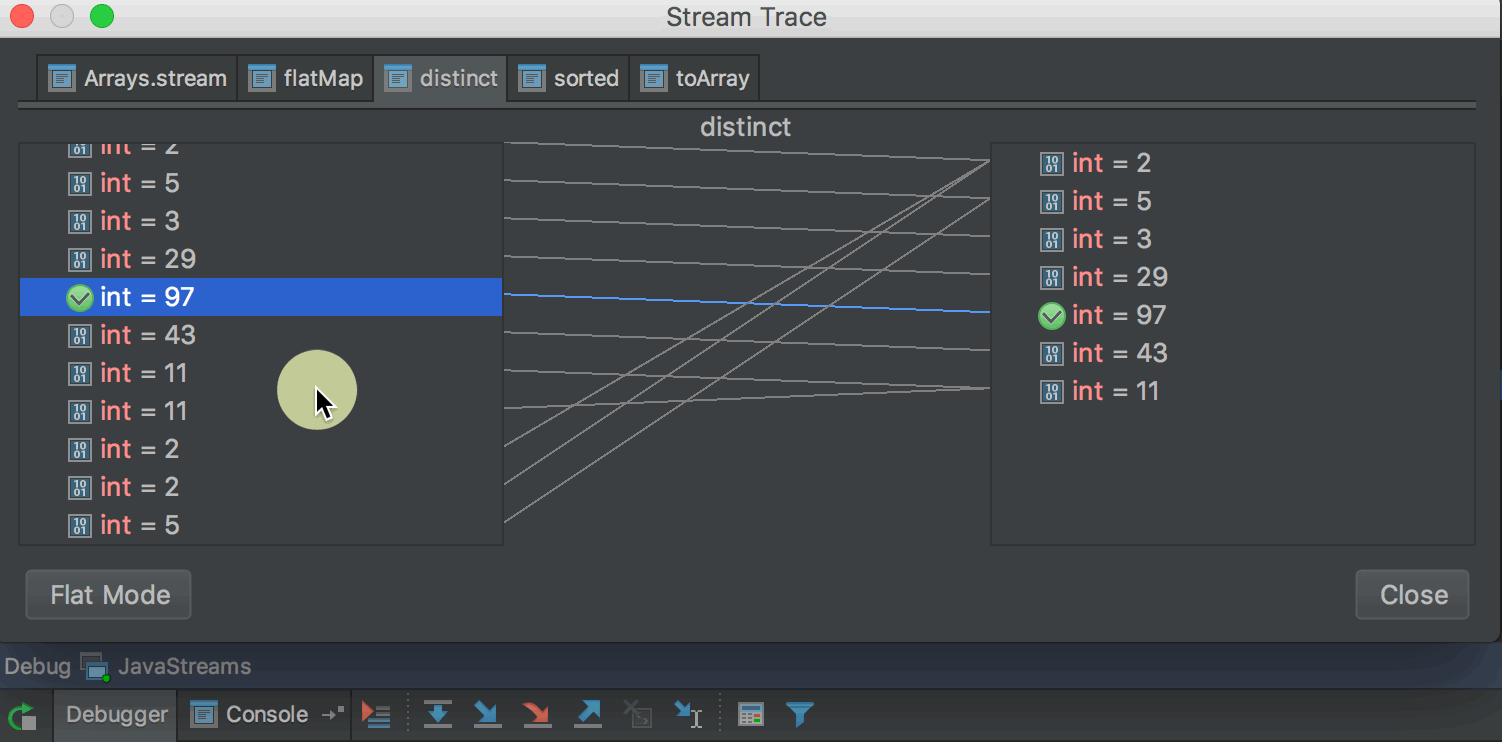 Stream Trace
Arrays.stream flatMap distinct sorted toArray
distinct
int = 2
int = 5
int = 3
int = 29
int = 97
int = 43
int = 11
int = 11
int = 2
int = 2
int = 5
int = 2
int = 5
int = 3
int = 29
int = 97
int = 43
int = 11
Flat Mode
Close
Debug JavaStreams
Debugger Console